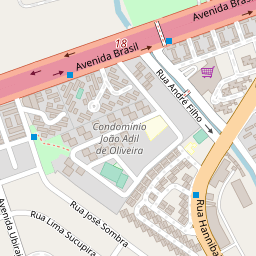 Avenida Brasil
18
Avenida Brasil
Rua André Filho
Condomínio
João Adil
de Oliveira
Rua José Sombra
Rua Lima Sucupira
Avenida Ubira
Rua Hanniba